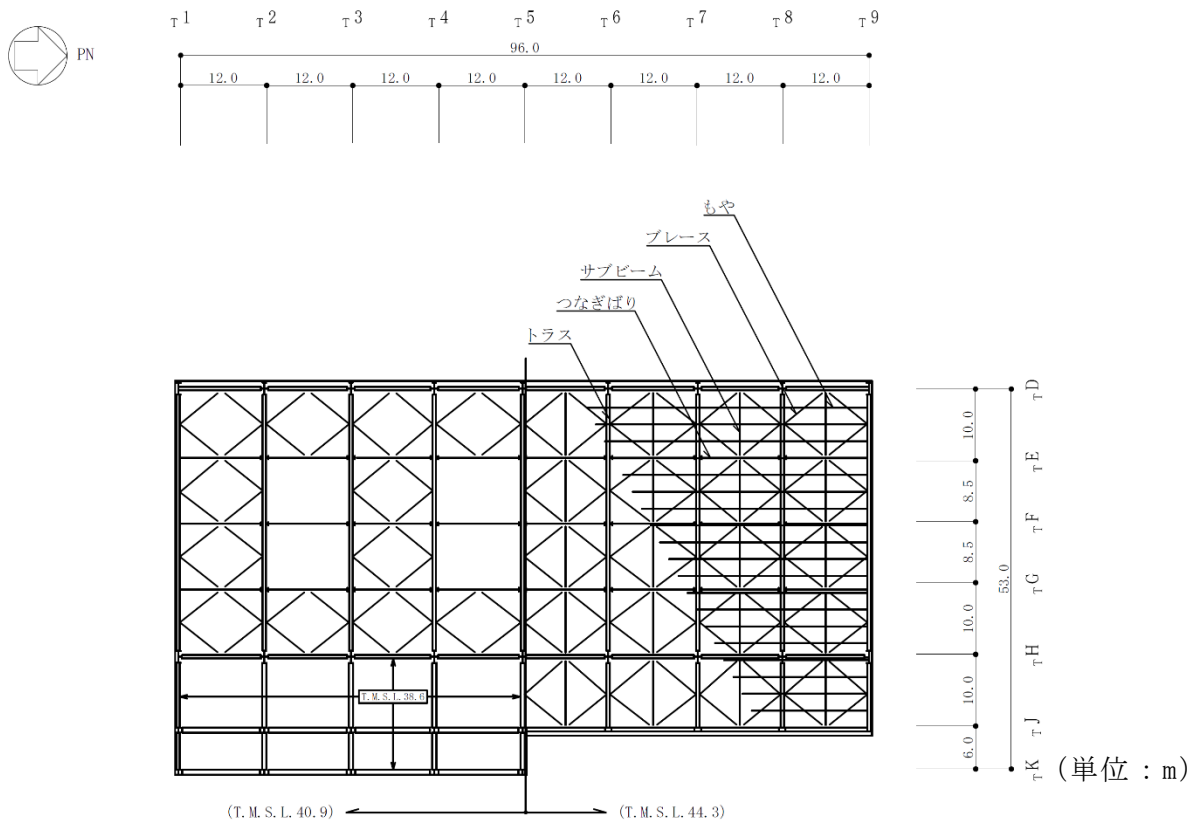 T1 T2 T3 T4 T5 T6 T7 T8 T9
PN
96.0
12.0 12.0 12.0 12.0 12.0 12.0 12.0 12.0
もや
ブレース
サブビーム
つなぎばり
トラス
TD
10.0
TE
8.5
TF
8.5
TG
53.0
10.0
TH
10.0
TJ
6.0
TK
(単位：m)
T.M.S.L.38.6
(T.M.S.L.40.9) (T.M.S.L.44.3)